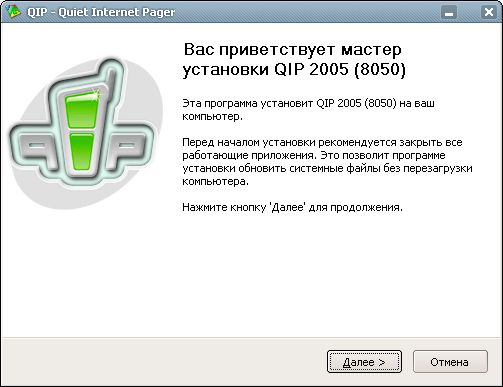 QIP - Quiet Internet Pager
Вас приветствует мастер
установки QIP 2005 (8050)
Эта программа установит QIP 2005 (8050) на ваш
компьютер.
Перед началом установки рекомендуется закрыть все
работающие приложения. Это позволит программе
установки обновить системные файлы без перезагрузки
компьютера.
Нажмите кнопку 'Далее' для продолжения.
qip
Далее >
Отмена